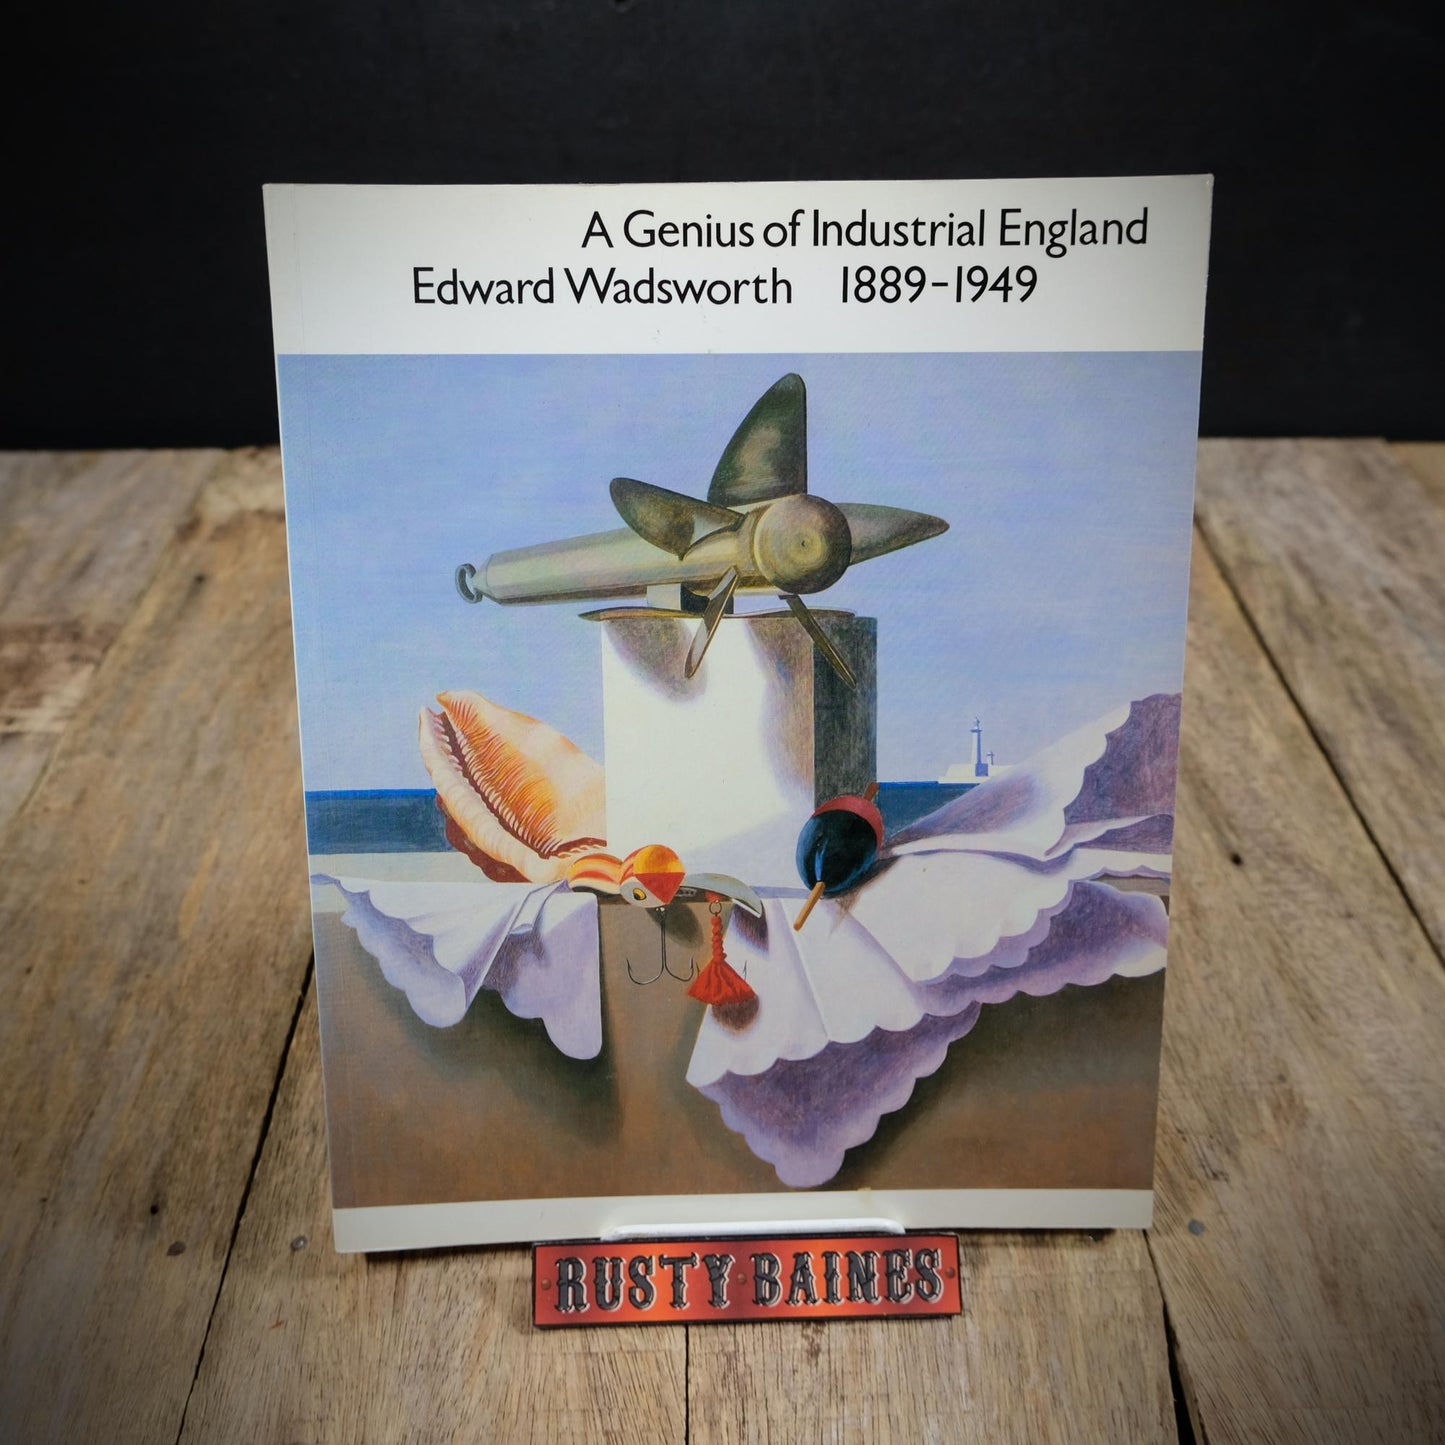 A Genius of Industrial England
Edward Wadsworth 1889-1949
RUSTY BAINES